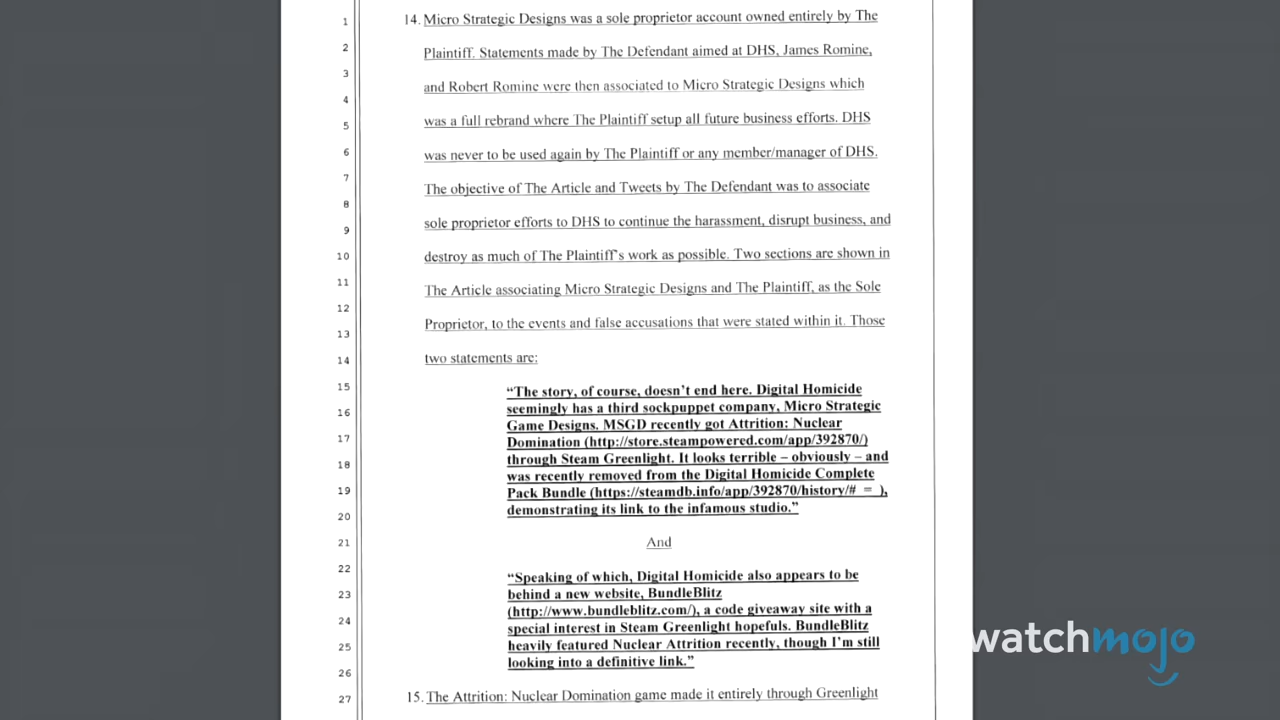 1 14. Micro Strategic Designs was a sole proprietor account owned entirely by The
2 Plaintiff. Statements made by The Defendant aimed at DHS, James Romine,
3 and Robert Romine were then associated to Micro Strategic Designs which
4
5 was a full rebrand where The Plaintiff setup all future business efforts. DHS
6 was never to be used again by The Plaintiff or any member/manager of DHS.
7 The objective of The Article and Tweets by The Defendant was to associate
8
9 sole proprietor efforts to DHS to continue the harassment, disrupt business, and
10 destroy as much of The Plaintiff's work as possible. Two sections are shown in
11 The Article associating Micro Strategic Designs and The Plaintiff, as the Sole
12
13 Proprietor, to the events and false accusations that were stated within it. Those
14 two statements are:
15 “The story, of course, doesn’t end here. Digital Homicide
16 seemingly has a third sockpuppet company, Micro Strategic
Game Designs. MSGD recently got Attrition: Nuclear
17 Domination (http://store.steampowered.com/app/392870/)
18 through Steam Greenlight. It looks terrible – obviously – and
was recently removed from the Digital Homicide Complete
19 Pack Bundle (https://steamdb.info/app/392870/history/# = ),
20 demonstrating its link to the infamous studio.”
21 And
22 “Speaking of which, Digital Homicide also appears to be
23 behind a new website, BundleBlitz
(http://www.bundleblitz.com/), a code giveaway site with a
24 special interest in Steam Greenlight hopefuls. BundleBlitz
25 heavily featured Nuclear Attrition recently, though I’m still
26 looking into a definitive link.”
27 15. The Attrition: Nuclear Domination game made it entirely through Greenlight
watchmojo